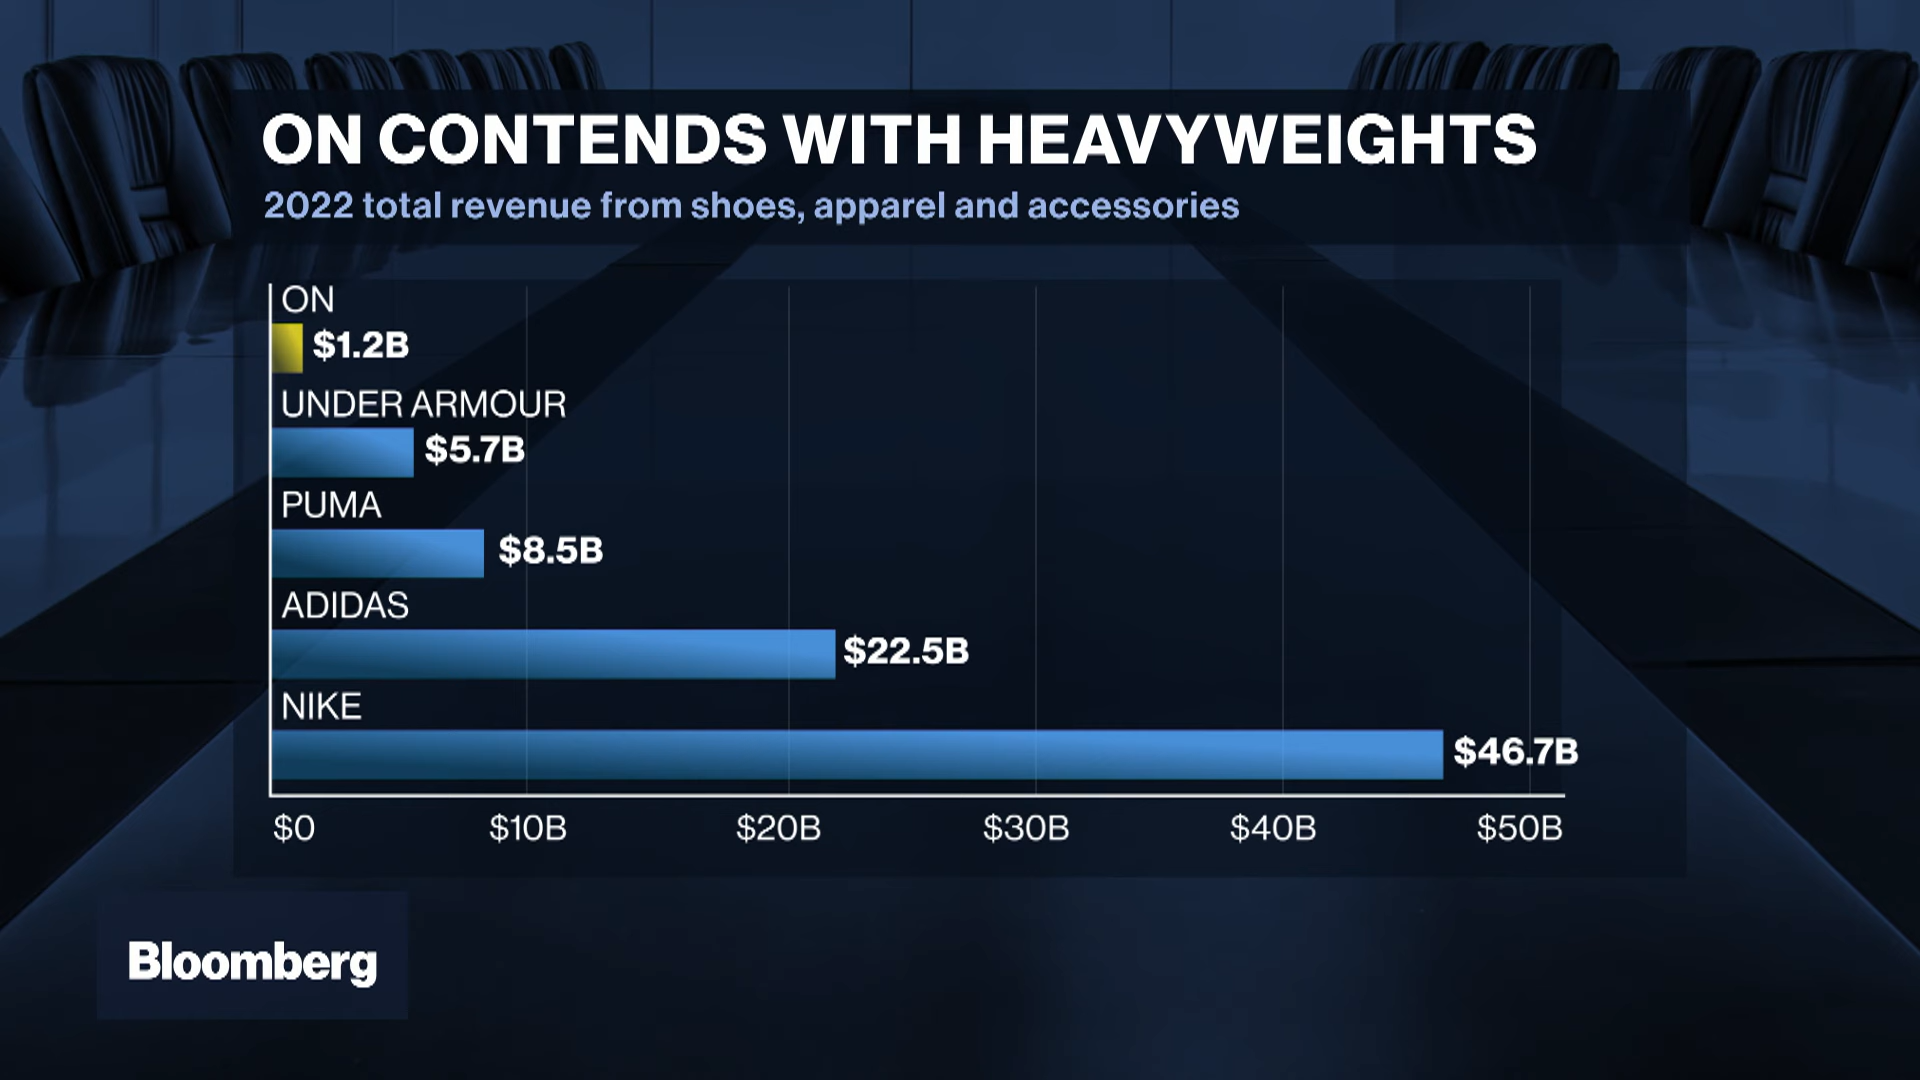 ON CONTENDS WITH HEAVYWEIGHTS
2022 total revenue from shoes, apparel and accessories
ON
$1.2B
UNDER ARMOUR
$5.7B
PUMA
$8.5B
ADIDAS
$22.5B
NIKE
$46.7B
$0 $10B $20B $30B $40B $50B
Bloomberg